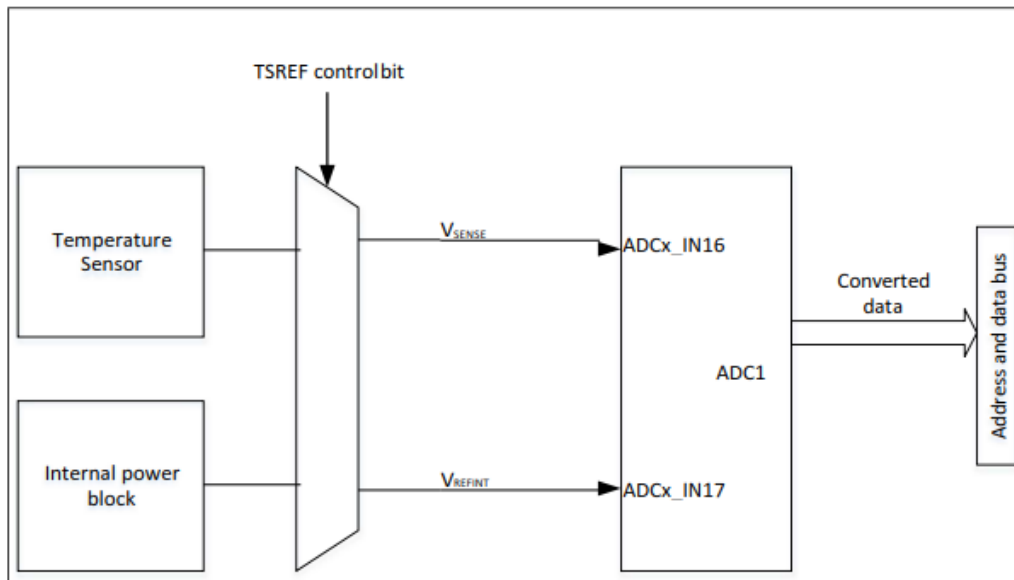 TSREF controlbit
Temperature
Sensor
VSENSE
ADCx_IN16
Converted
data
Address and data bus
ADC1
Internal power
block
VREFINT
ADCx_IN17